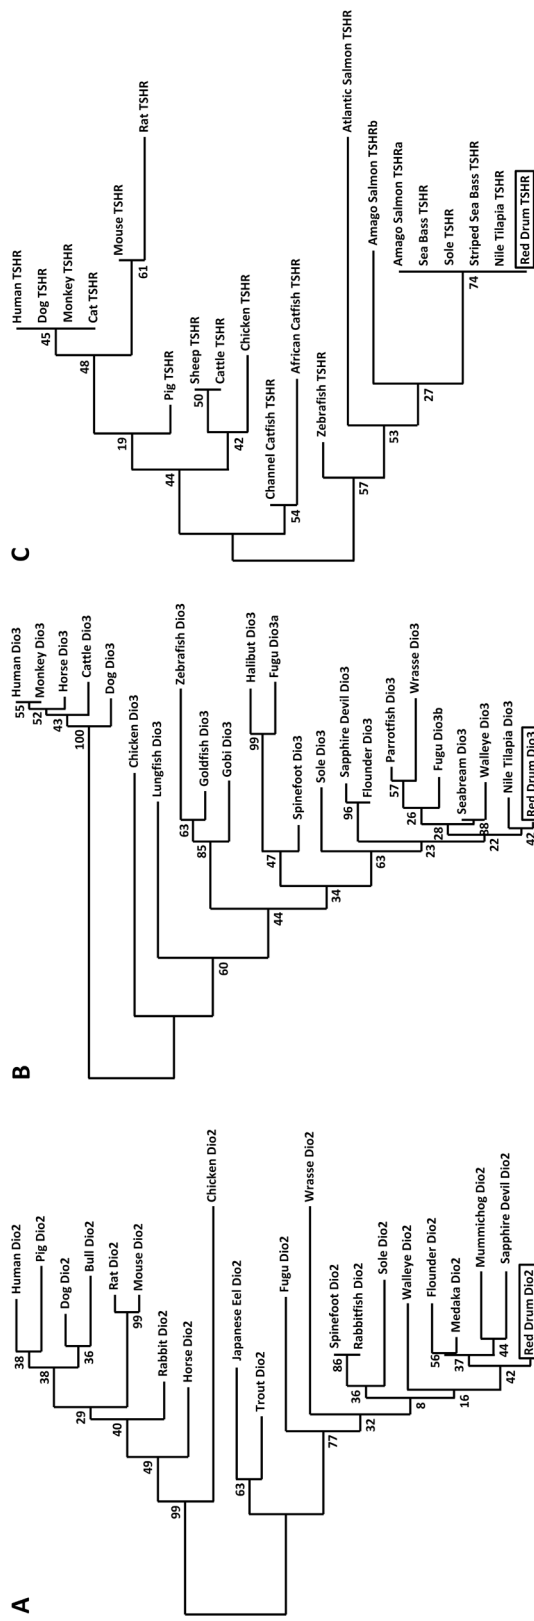 A
Human Dio2
38
Pig Dio2
38
Dog Dio2
Bull Dio2
36
29
Rat Dio2
Mouse Dio2
99
40
Rabbit Dio2
49
Horse Dio2
99
Chicken Dio2
Japanese Eel Dio2
63
Trout Dio2
Fugu Dio2
77
Wrasse Dio2
32
Spinefoot Dio2
86
Rabbitfish Dio2
36
Sole Dio2
8
Walleye Dio2
16
Flounder Dio2
56
Medaka Dio2
37
Mummichog Dio2
44
Sapphire Devil Dio2
42
Red Drum Dio2
B
Human Dio3
55
Monkey Dio3
52
Horse Dio3
43
Cattle Dio3
100
Dog Dio3
Chicken Dio3
Lungfish Dio3
60
Zebrafish Dio3
63
Goldfish Dio3
85
Gobi Dio3
44
Halibut Dio3
99
Fugu Dio3a
47
Spinefoot Dio3
34
Sole Dio3
63
Sapphire Devil Dio3
96
Flounder Dio3
23
Parrotfish Dio3
57
Wrasse Dio3
26
Fugu Dio3b
28
Seabream Dio3
38
Walleye Dio3
22
Nile Tilapia Dio3
42
Red Drum Dio3
C
Human TSHR
Dog TSHR
45
Monkey TSHR
Cat TSHR
48
Mouse TSHR
61
Rat TSHR
19
Pig TSHR
44
Sheep TSHR
50
Cattle TSHR
42
Chicken TSHR
Channel Catfish TSHR
54
African Catfish TSHR
Zebrafish TSHR
57
Atlantic Salmon TSHR
53
Amago Salmon TSHRb
27
Amago Salmon TSHRa
Sea Bass TSHR
Sole TSHR
74
Striped Sea Bass TSHR
Nile Tilapia TSHR
Red Drum TSHR